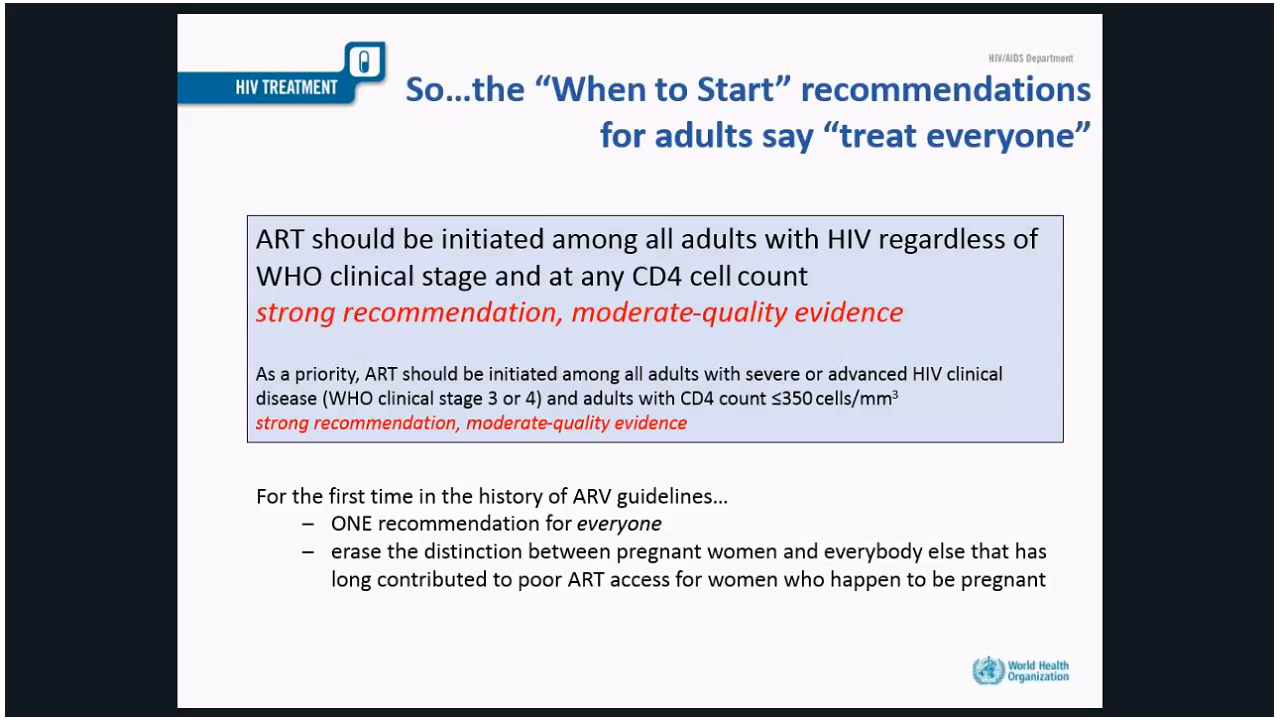 HIV TREATMENT
HIV/AIDS Department
So…the “When to Start” recommendations
for adults say “treat everyone”
ART should be initiated among all adults with HIV regardless of
WHO clinical stage and at any CD4 cell count
strong recommendation, moderate-quality evidence
As a priority, ART should be initiated among all adults with severe or advanced HIV clinical
disease (WHO clinical stage 3 or 4) and adults with CD4 count ≤350 cells/mm³
strong recommendation, moderate-quality evidence
For the first time in the history of ARV guidelines…
– ONE recommendation for everyone
– erase the distinction between pregnant women and everybody else that has
long contributed to poor ART access for women who happen to be pregnant
World Health
Organization